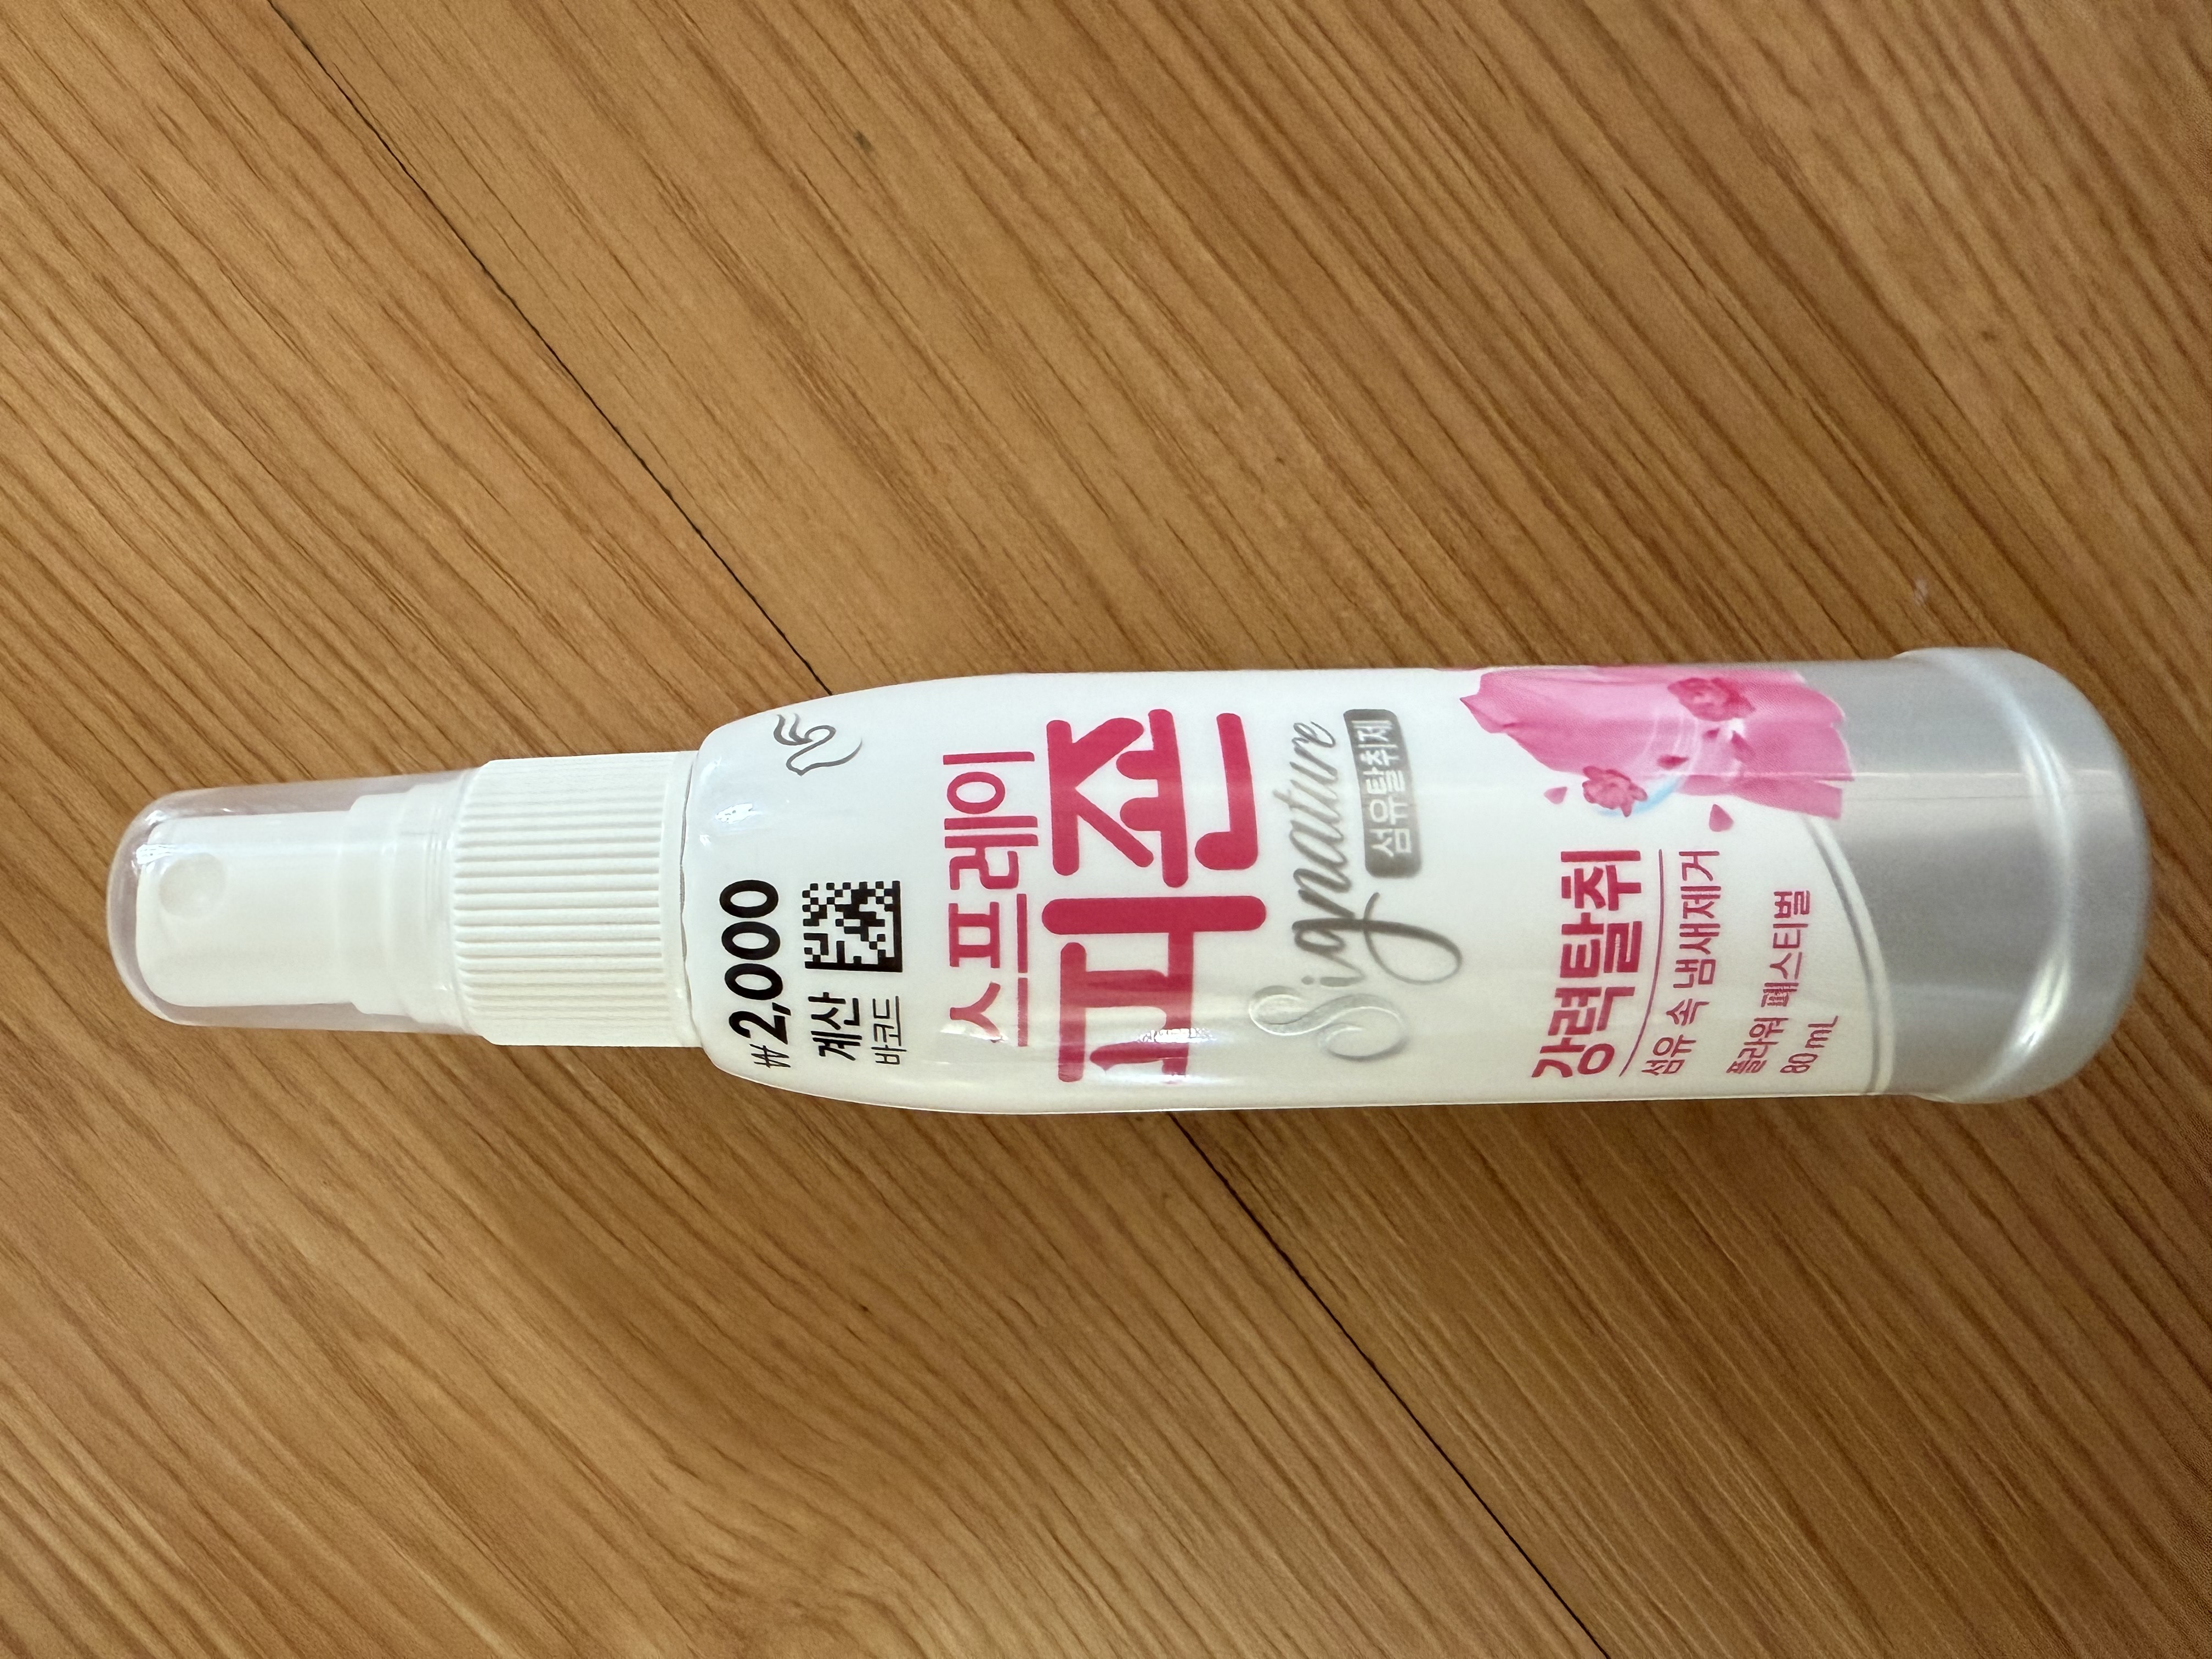 ₩2,000
계산
바코드
스프레이
피죤
Signature
섬유탈취제
강력탈취
섬유 속 냄새제거
플라워 페스티벌
80 mL